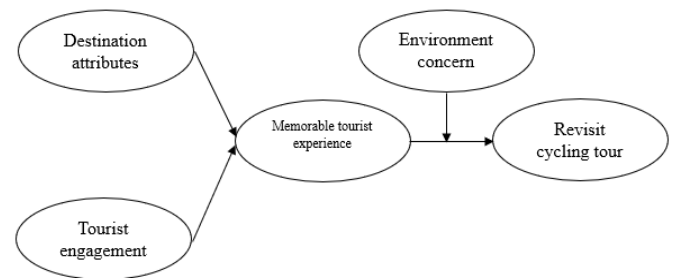 Destination
attributes
Environment
concern
Memorable tourist
experience
Revisit
cycling tour
Tourist
engagement